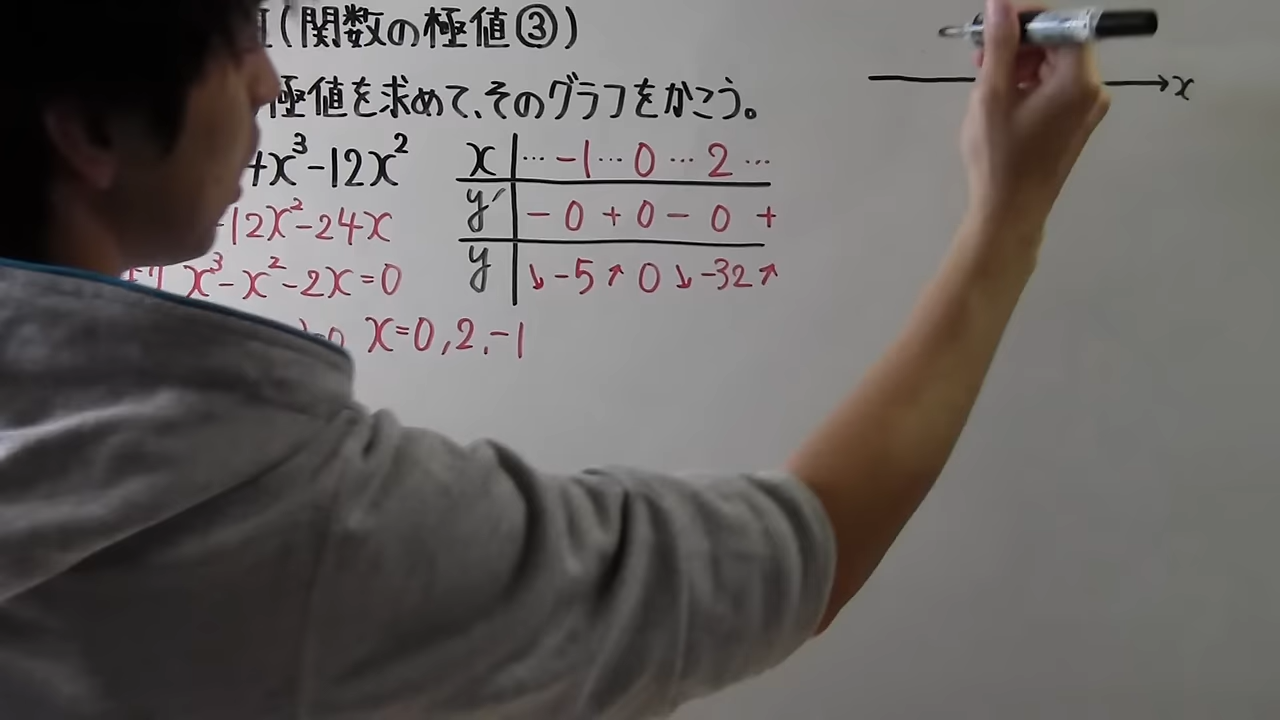 (関数の極値③)
極値を求めて、そのグラフをかこう。
x³-12x²
12x²-24x
x³-x²-2x=0
=0 x=0,2,-1
x … -1 … 0 … 2 …
y′ - 0 + 0 - 0 +
y ↘ -5 ↗ 0 ↘ -32 ↗
x